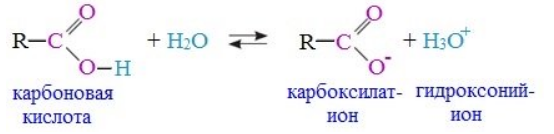 O
R–C + H₂O ⇌ R–C + H₃O⁺
O–H O⁻
карбоновая кислота
карбоксилат-ион
гидроксоний-ион